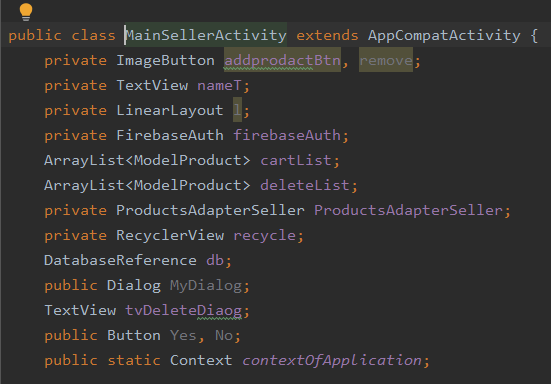 public class MainSellerActivity extends AppCompatActivity {
private ImageButton addprodactBtn, remove;
private TextView nameT;
private LinearLayout l;
private FirebaseAuth firebaseAuth;
ArrayList<ModelProduct> cartList;
ArrayList<ModelProduct> deleteList;
private ProductsAdapterSeller ProductsAdapterSeller;
private RecyclerView recycle;
DatabaseReference db;
public Dialog MyDialog;
TextView tvDeleteDiaog;
public Button Yes, No;
public static Context contextOfApplication;